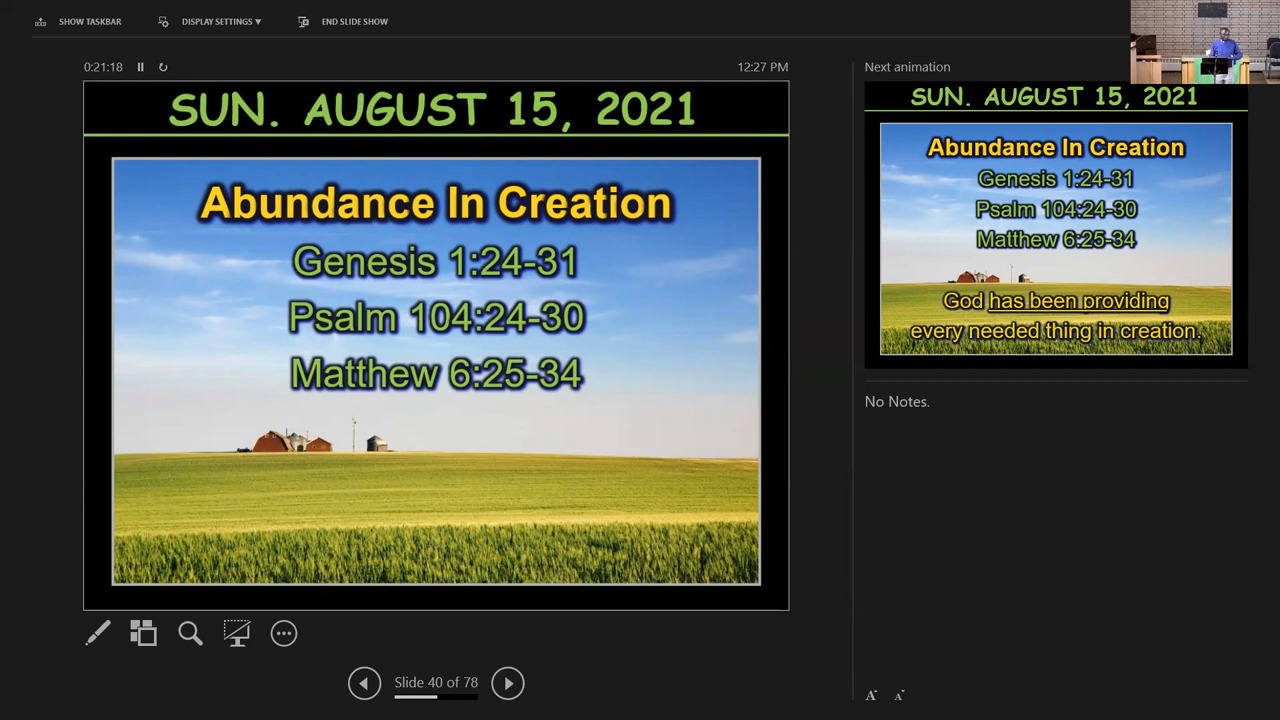 SHOW TASKBAR
DISPLAY SETTINGS ▼
END SLIDE SHOW
0:21:18
12:27 PM
SUN. AUGUST 15, 2021
Abundance In Creation
Genesis 1:24-31
Psalm 104:24-30
Matthew 6:25-34
Slide 40 of 78
Next animation
SUN. AUGUST 15, 2021
Abundance In Creation
Genesis 1:24-31
Psalm 104:24-30
Matthew 6:25-34
God has been providing
every needed thing in creation.
No Notes.
A A